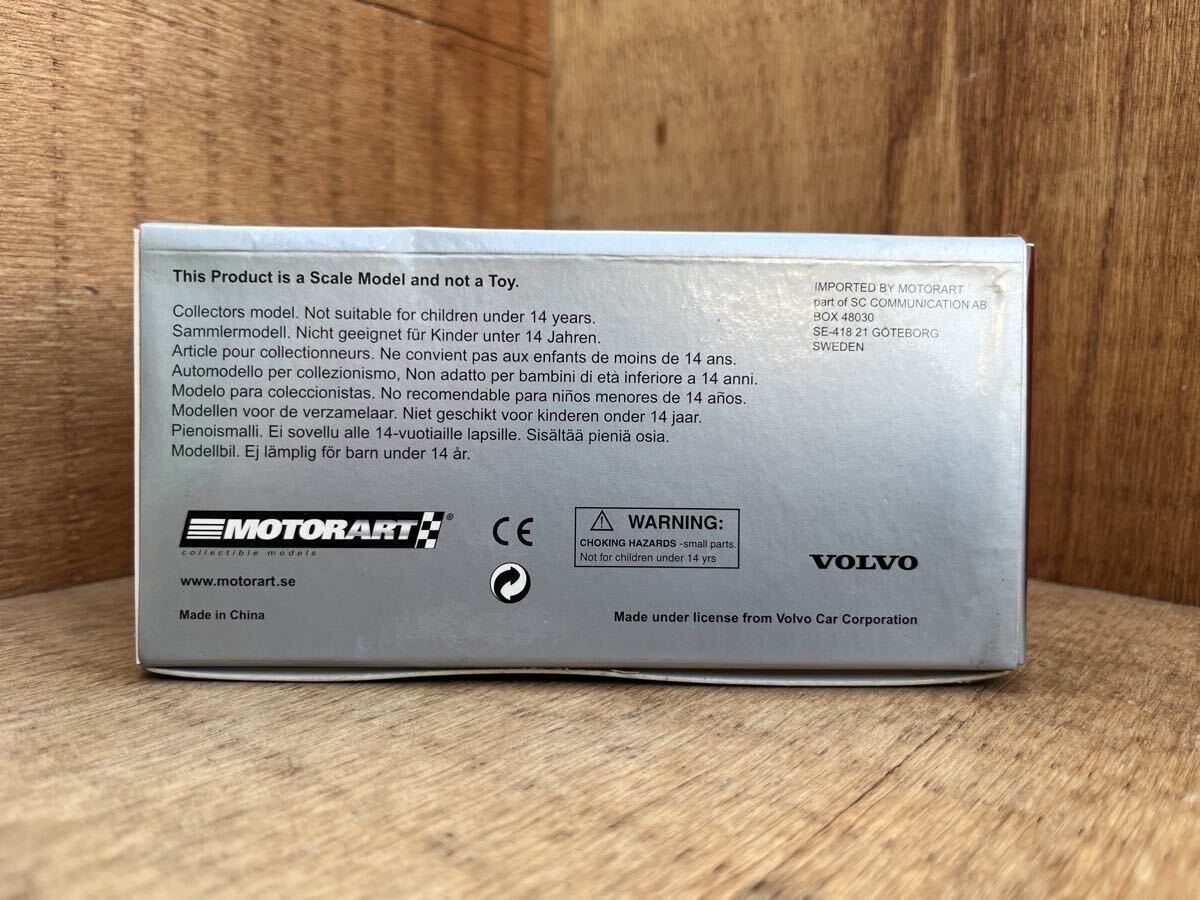 This Product is a Scale Model and not a Toy.
Collectors model. Not suitable for children under 14 years.
Sammlermodell. Nicht geeignet für Kinder unter 14 Jahren.
Article pour collectionneurs. Ne convient pas aux enfants de moins de 14 ans.
Automodello per collezionismo, Non adatto per bambini di età inferiore a 14 anni.
Modelo para coleccionistas. No recomendable para niños menores de 14 años.
Modellen voor de verzamelaar. Niet geschikt voor kinderen onder 14 jaar.
Pienoismalli. Ei sovellu alle 14-vuotiaille lapsille. Sisältää pieniä osia.
Modellbil. Ej lämplig för barn under 14 år.
IMPORTED BY MOTORART
part of SC COMMUNICATION AB
BOX 48030
SE-418 21 GÖTEBORG
SWEDEN
MOTORART®
collectible models
www.motorart.se
Made in China
CE
WARNING:
CHOKING HAZARDS -small parts.
Not for children under 14 yrs
VOLVO
Made under license from Volvo Car Corporation